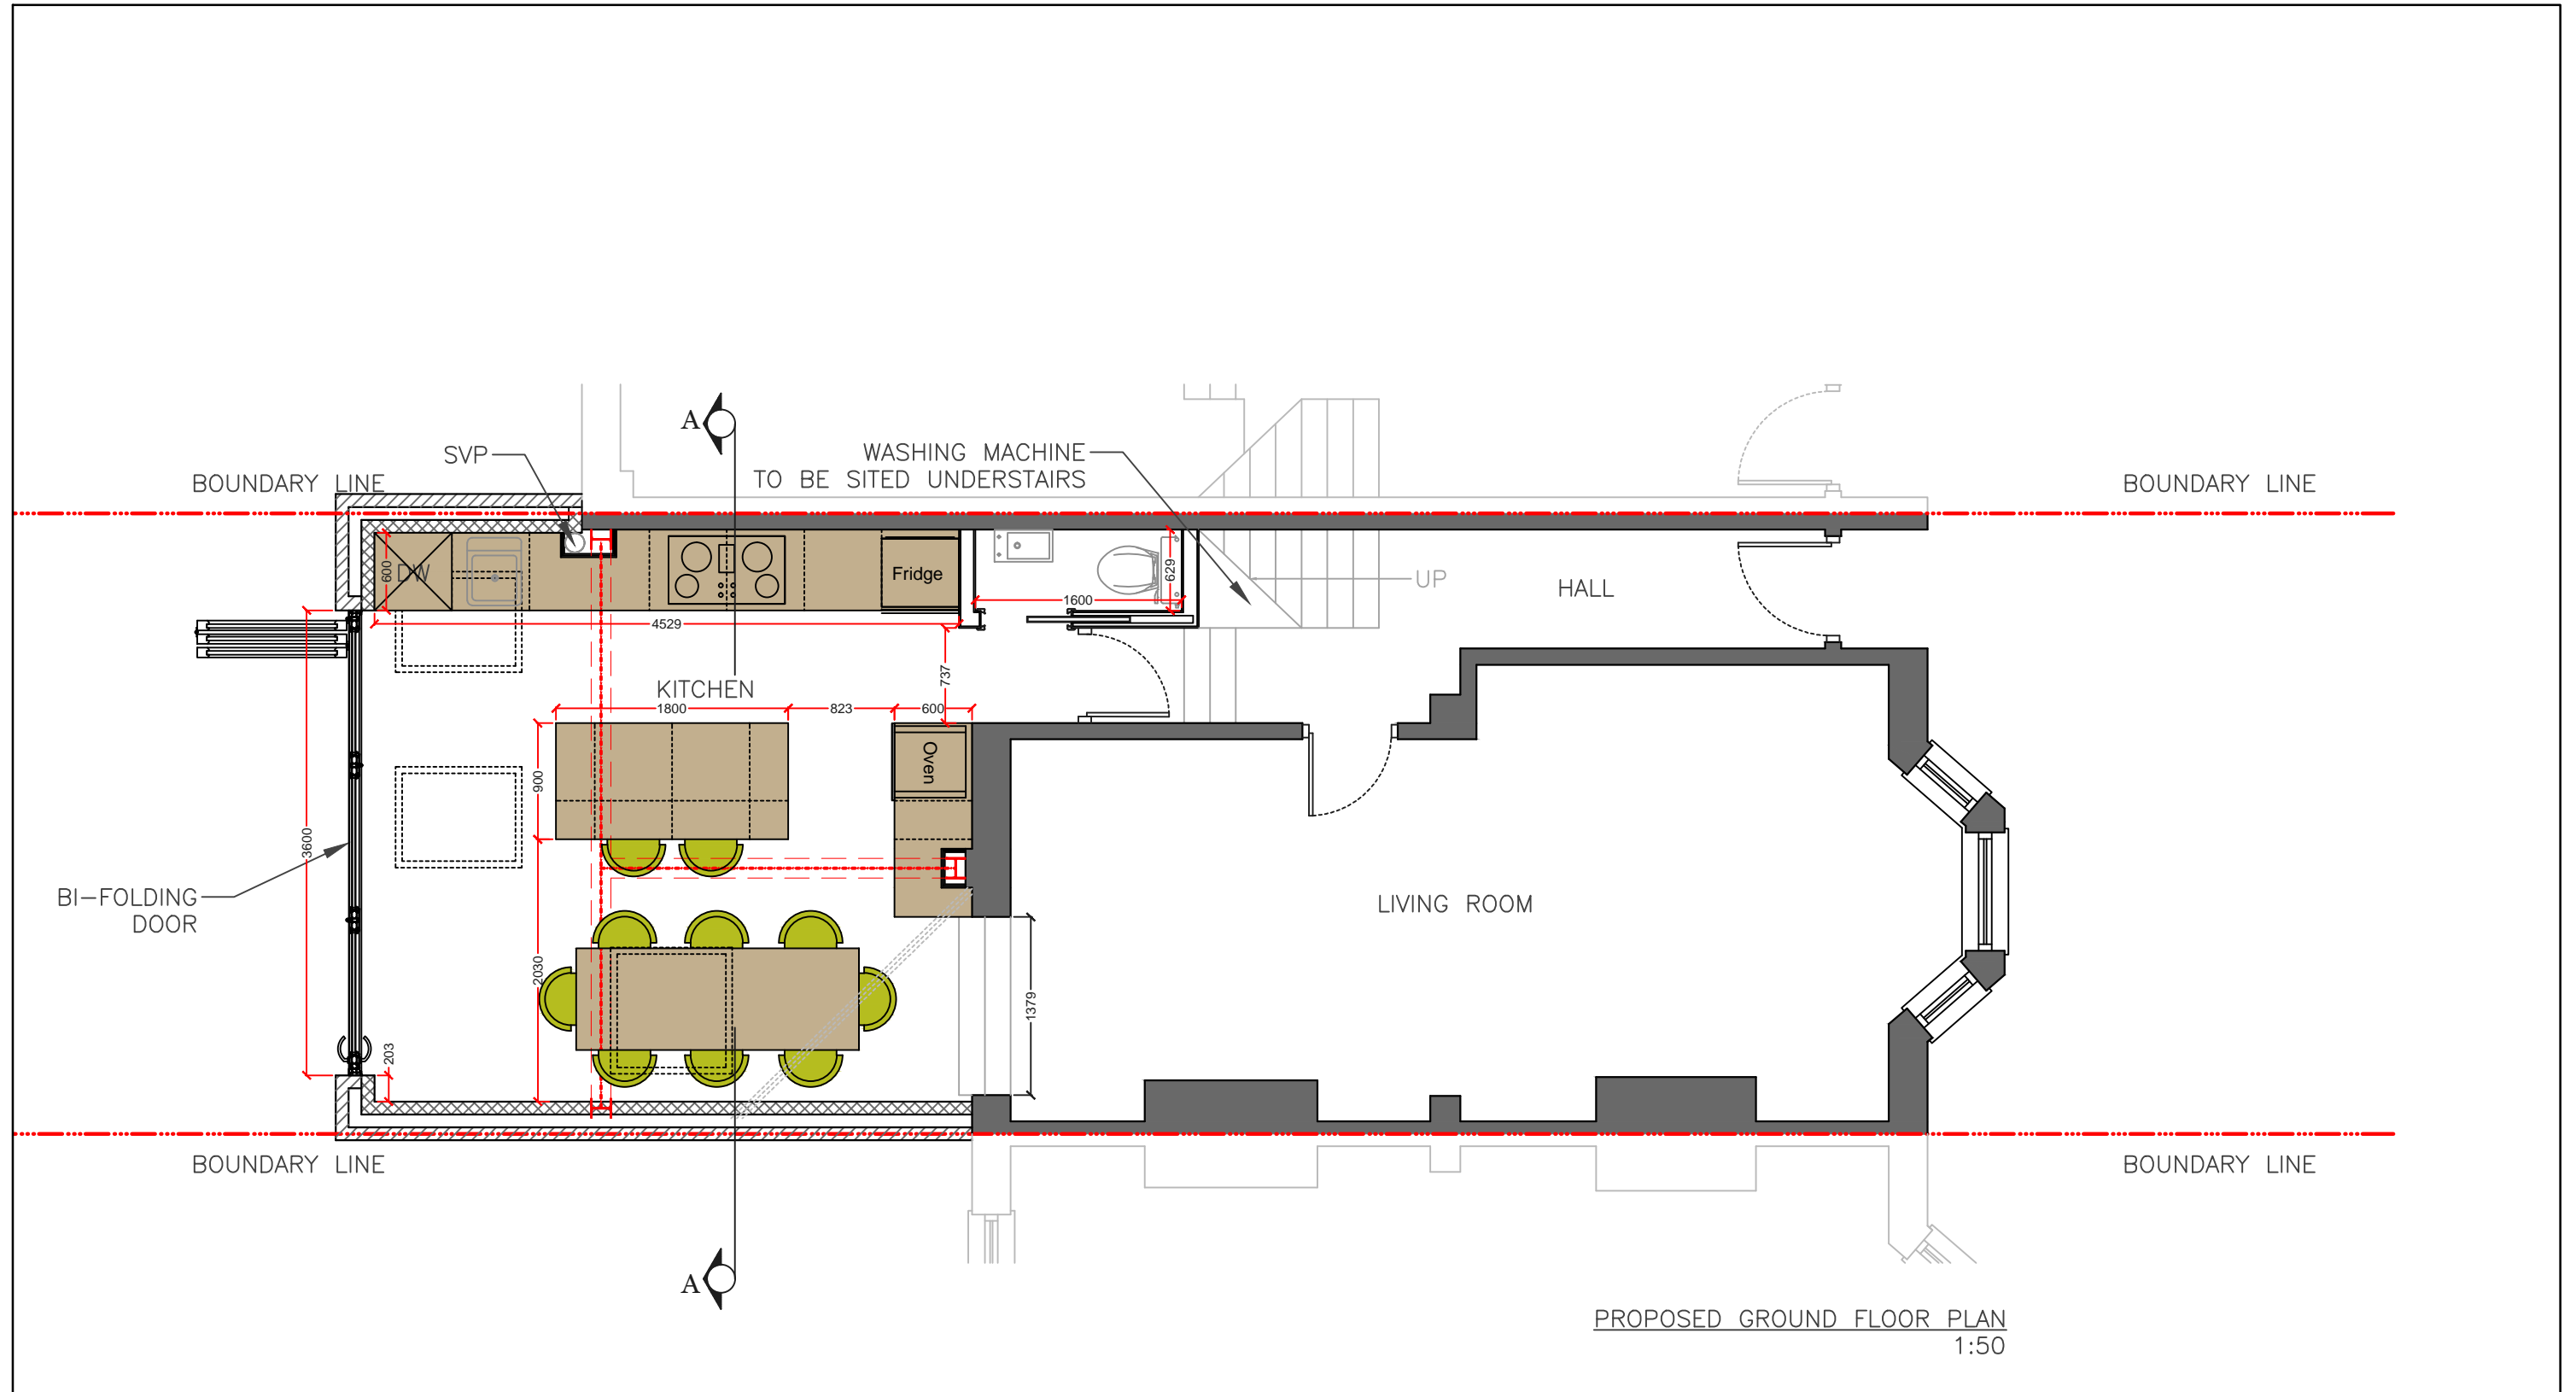 A
SVP
WASHING MACHINE
TO BE SITED UNDERSTAIRS
BOUNDARY LINE
BOUNDARY LINE
DW
600
Fridge
629
1600
UP
HALL
4529
737
KITCHEN
1800
823
600
Oven
900
3600
BI-FOLDING
DOOR
LIVING ROOM
2030
1379
203
BOUNDARY LINE
BOUNDARY LINE
A
PROPOSED GROUND FLOOR PLAN
1:50